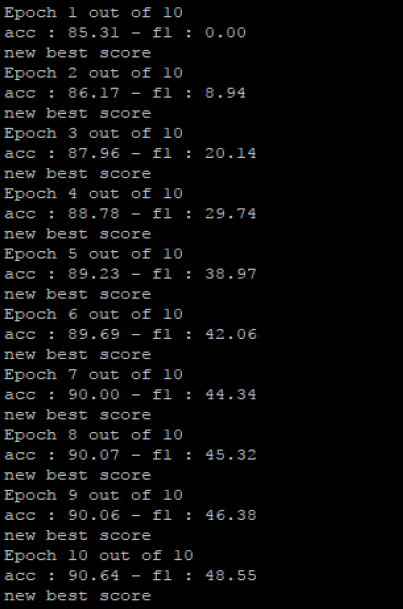 Epoch 1 out of 10
acc : 85.31 - f1 : 0.00
new best score
Epoch 2 out of 10
acc : 86.17 - f1 : 8.94
new best score
Epoch 3 out of 10
acc : 87.96 - f1 : 20.14
new best score
Epoch 4 out of 10
acc : 88.78 - f1 : 29.74
new best score
Epoch 5 out of 10
acc : 89.23 - f1 : 38.97
new best score
Epoch 6 out of 10
acc : 89.69 - f1 : 42.06
new best score
Epoch 7 out of 10
acc : 90.00 - f1 : 44.34
new best score
Epoch 8 out of 10
acc : 90.07 - f1 : 45.32
new best score
Epoch 9 out of 10
acc : 90.06 - f1 : 46.38
new best score
Epoch 10 out of 10
acc : 90.64 - f1 : 48.55
new best score